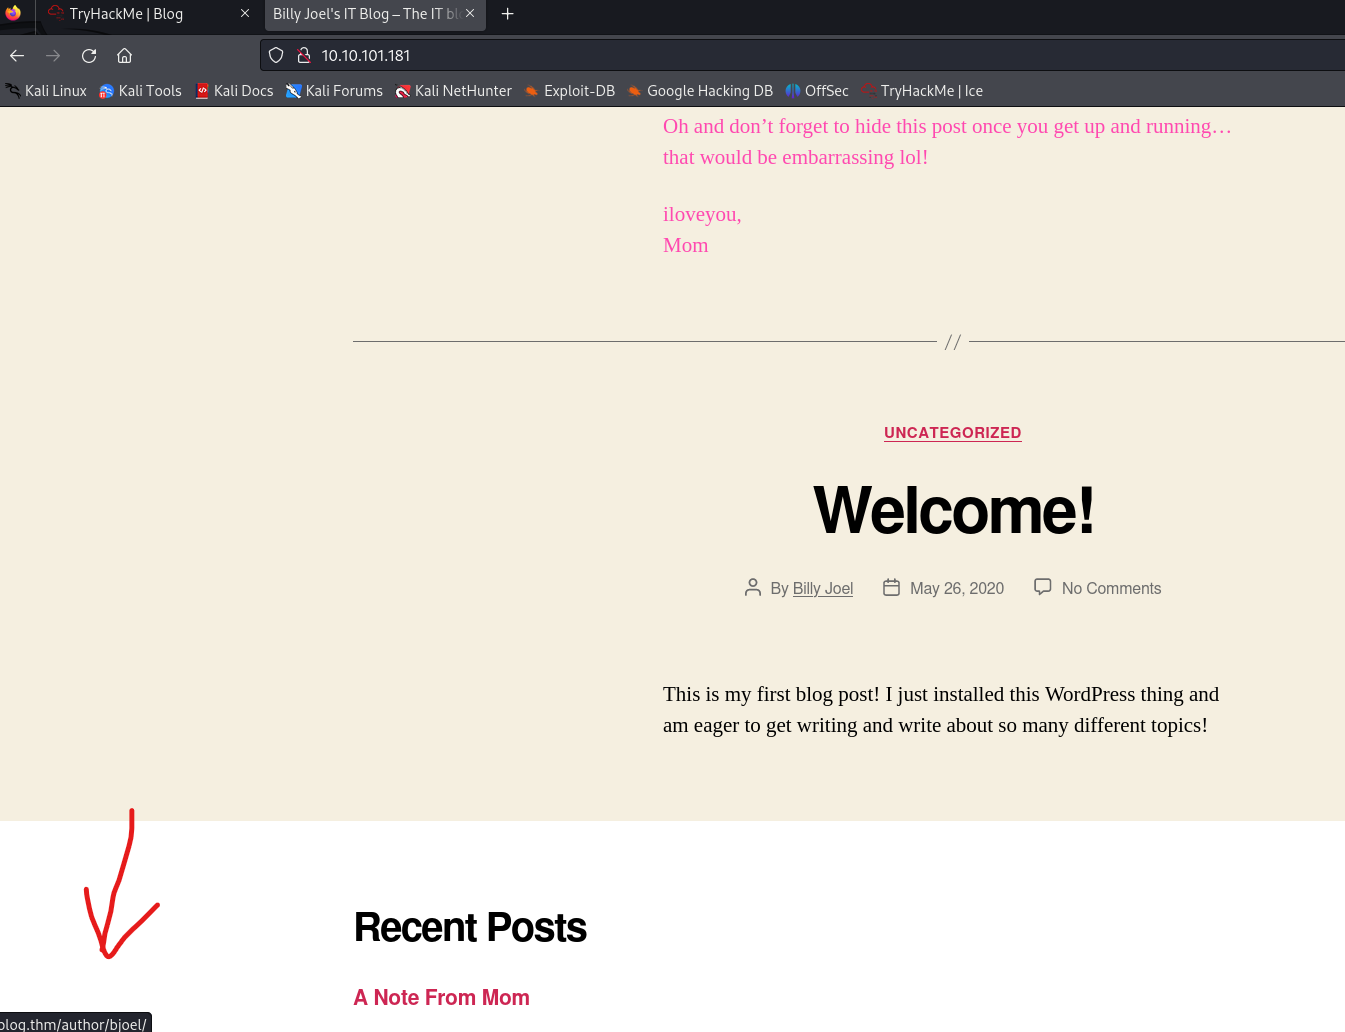 TryHackMe | Blog
Billy Joel's IT Blog – The IT bl
10.10.101.181
Kali Linux Kali Tools Kali Docs Kali Forums Kali NetHunter Exploit-DB Google Hacking DB OffSec TryHackMe | Ice
Oh and don’t forget to hide this post once you get up and running…
that would be embarrassing lol!
iloveyou,
Mom
//
UNCATEGORIZED
Welcome!
By Billy Joel May 26, 2020 No Comments
This is my first blog post! I just installed this WordPress thing and
am eager to get writing and write about so many different topics!
Recent Posts
A Note From Mom
blog.thm/author/bjoel/